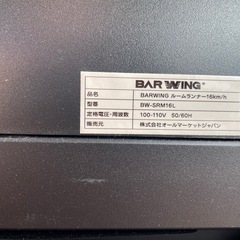 BARWING®
品名 BARWING ルームランナー16km/h
型番 BW-SRM16L
定格電圧・周波数 100-110V 50/60H
販売元 株式会社オールマーケットジャパン